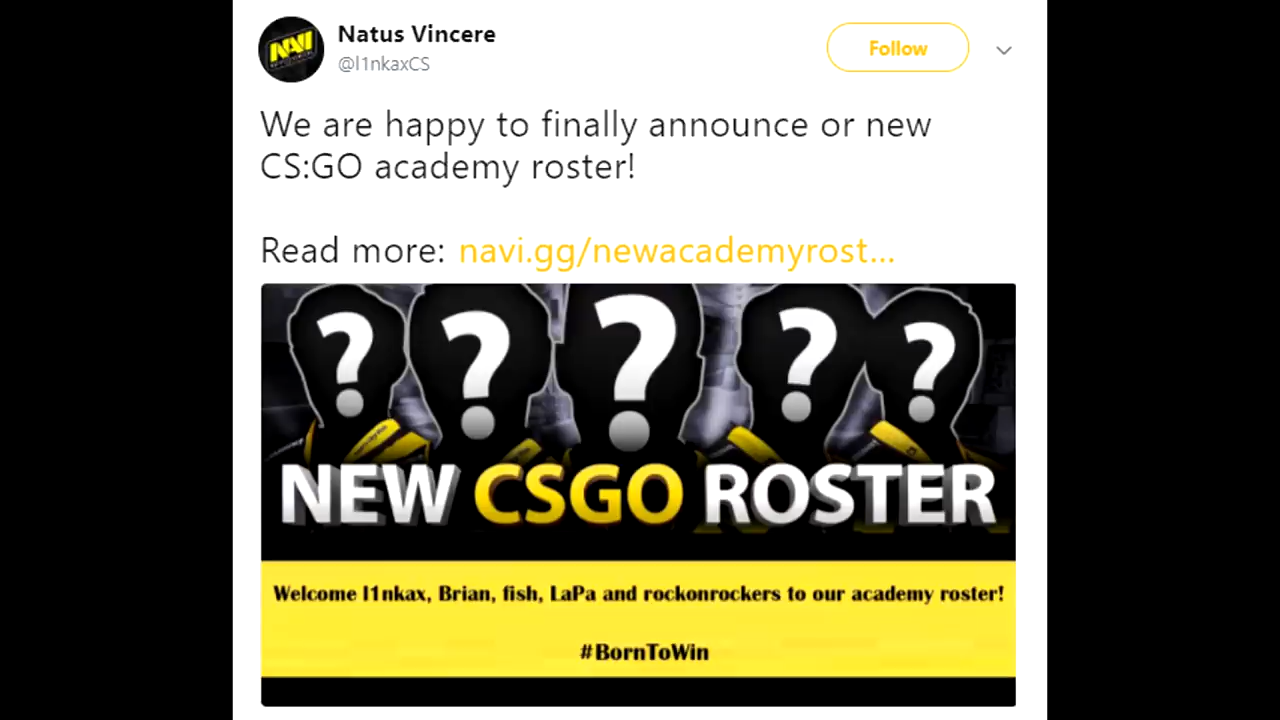 NAVI
Natus Vincere
@l1nkaxCS
Follow
We are happy to finally announce or new
CS:GO academy roster!
Read more: navi.gg/newacademyrost...
? ? ? ? ?
NEW CSGO ROSTER
Welcome l1nkax, Brian, fish, LaPa and rockonrockers to our academy roster!
#BornToWin